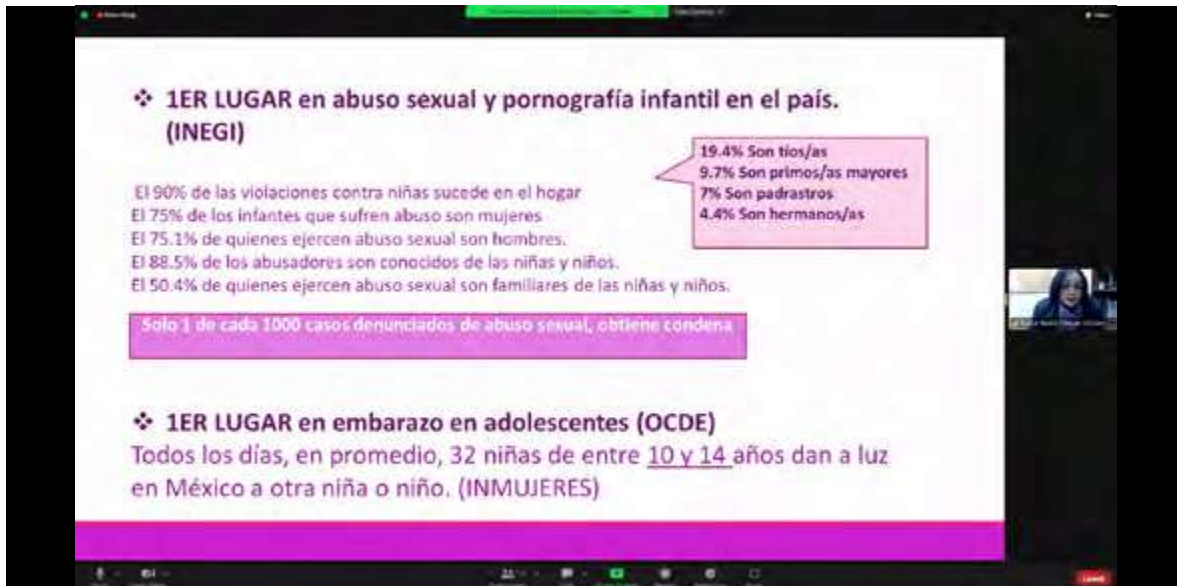 ❖ 1ER LUGAR en abuso sexual y pornografía infantil en el país.
(INEGI)
19.4% Son tíos/as
9.7% Son primos/as mayores
7% Son padrastros
4.4% Son hermanos/as
El 90% de las violaciones contra niñas sucede en el hogar
El 75% de los infantes que sufren abuso son mujeres
El 75.1% de quienes ejercen abuso sexual son hombres.
El 88.5% de los abusadores son conocidos de las niñas y niños.
El 50.4% de quienes ejercen abuso sexual son familiares de las niñas y niños.
Solo 1 de cada 1000 casos denunciados de abuso sexual, obtiene condena
❖ 1ER LUGAR en embarazo en adolescentes (OCDE)
Todos los días, en promedio, 32 niñas de entre 10 y 14 años dan a luz
en México a otra niña o niño. (INMUJERES)